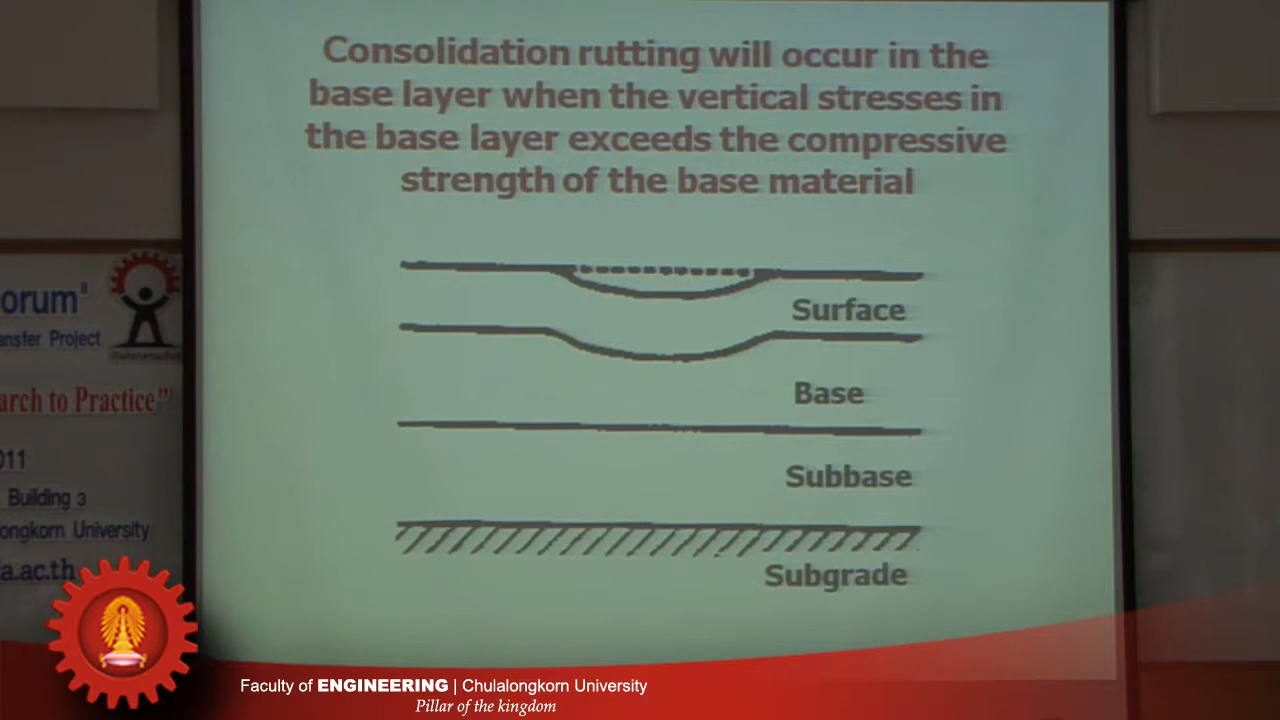 Consolidation rutting will occur in the
base layer when the vertical stresses in
the base layer exceeds the compressive
strength of the base material
Surface
Base
Subbase
Subgrade
orum"
ansfer Project
arch to Practice"
011
Building 3
ongkorn University
a.ac.th
Faculty of ENGINEERING | Chulalongkorn University
Pillar of the kingdom